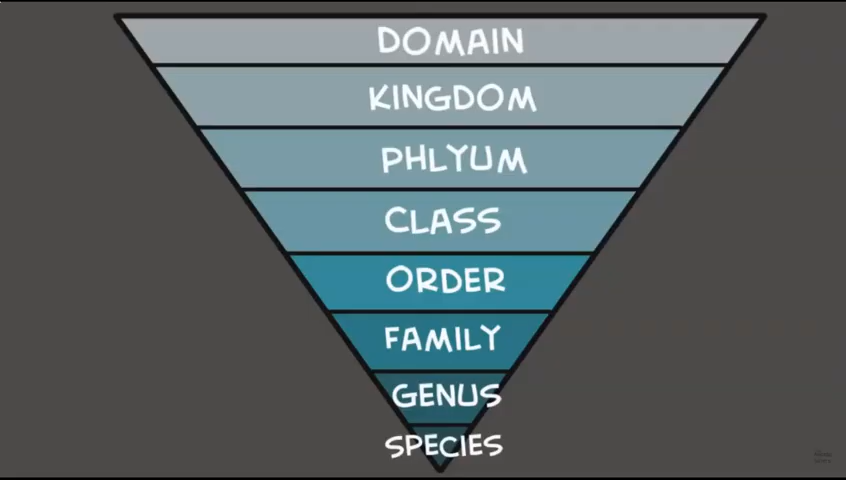 DOMAIN
KINGDOM
PHLYUM
CLASS
ORDER
FAMILY
GENUS
SPECIES